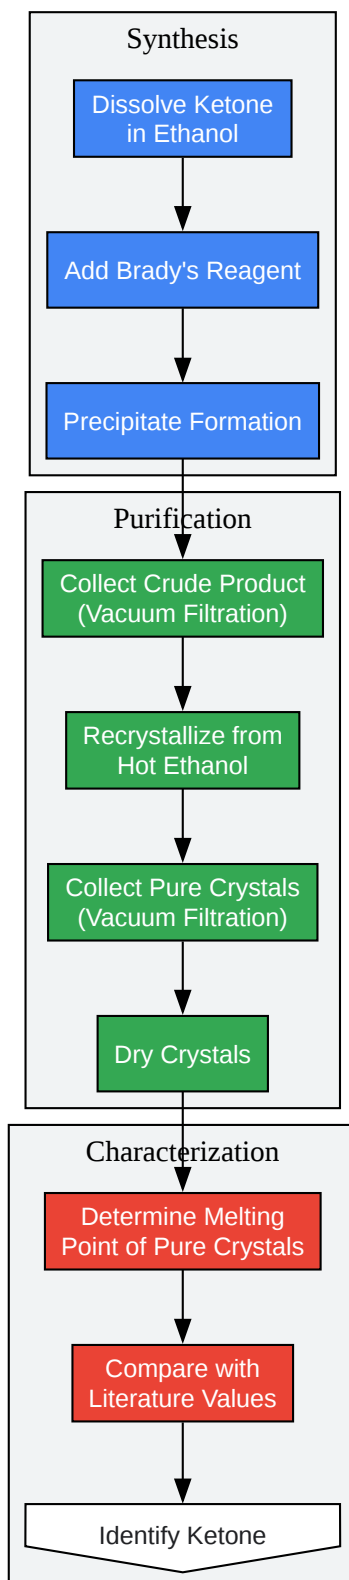 Synthesis
Dissolve Ketone
in Ethanol
Add Brady's Reagent
Precipitate Formation
Purification
Collect Crude Product
(Vacuum Filtration)
Recrystallize from
Hot Ethanol
Collect Pure Crystals
(Vacuum Filtration)
Dry Crystals
Characterization
Determine Melting
Point of Pure Crystals
Compare with
Literature Values
Identify Ketone